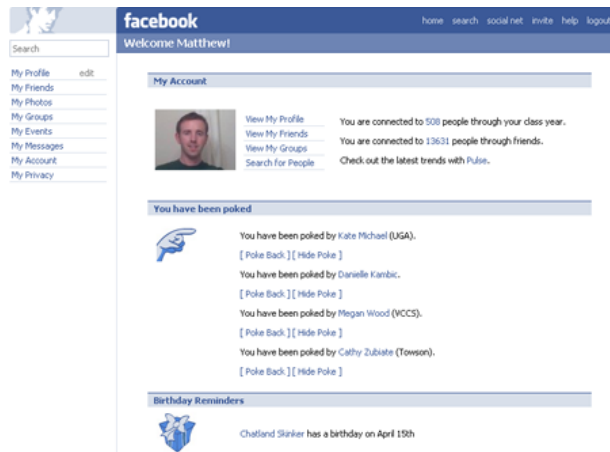 facebook
home search social net invite help logout
Welcome Matthew!
Search
My Profile edit
My Friends
My Photos
My Groups
My Events
My Messages
My Account
My Privacy
My Account
View My Profile
View My Friends
View My Groups
Search for People
You are connected to 508 people through your class year.
You are connected to 13631 people through friends.
Check out the latest trends with Pulse.
You have been poked
You have been poked by Kate Michael (UGA).
[ Poke Back ] [ Hide Poke ]
You have been poked by Danielle Kambic.
[ Poke Back ] [ Hide Poke ]
You have been poked by Megan Wood (VCCS).
[ Poke Back ] [ Hide Poke ]
You have been poked by Cathy Zubiate (Towson).
[ Poke Back ] [ Hide Poke ]
Birthday Reminders
Chatland Skinker has a birthday on April 15th